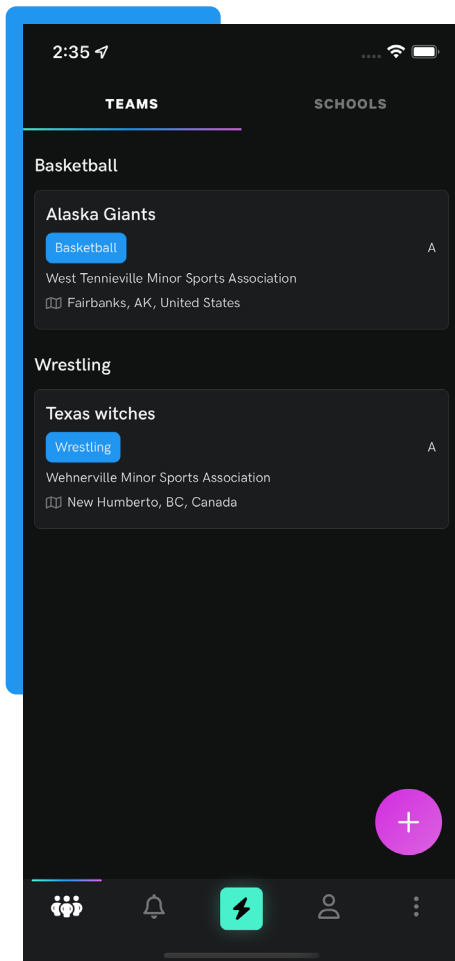 2:35
TEAMS SCHOOLS
Basketball
Alaska Giants
Basketball A
West Tennieville Minor Sports Association
Fairbanks, AK, United States
Wrestling
Texas witches
Wrestling A
Wehnerville Minor Sports Association
New Humberto, BC, Canada